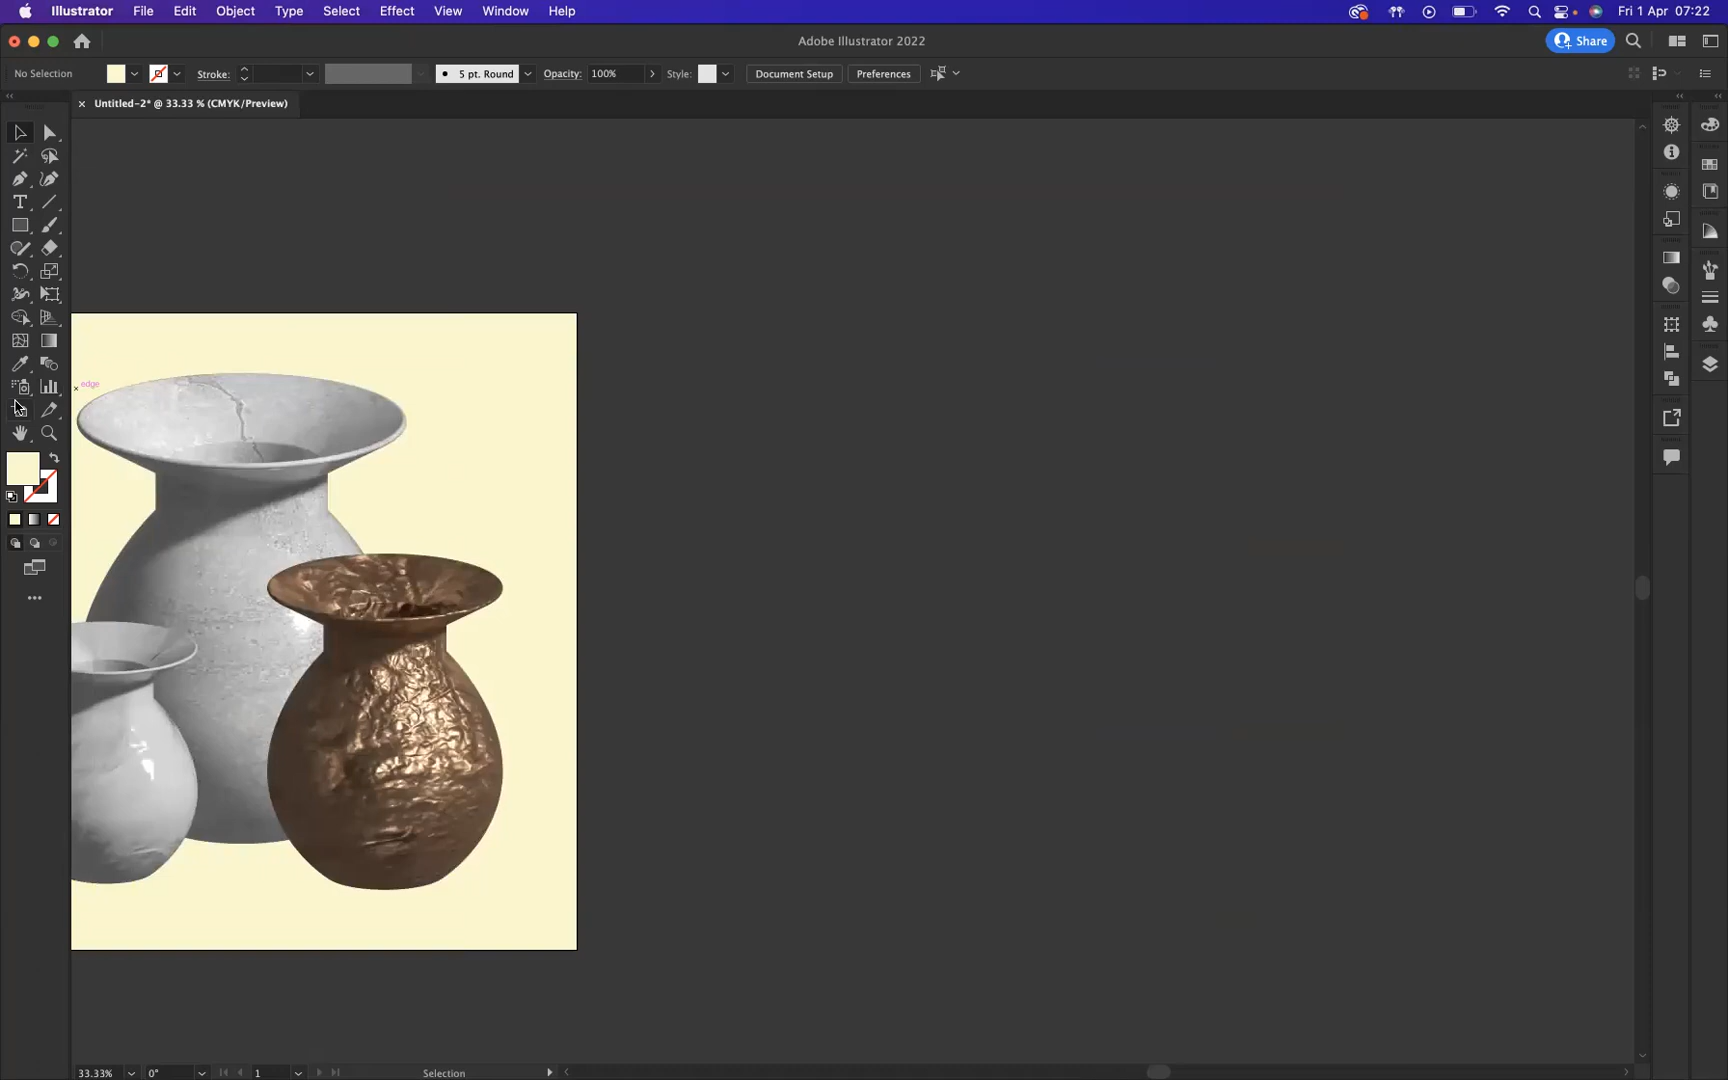 Illustrator File Edit Object Type Select Effect View Window Help Fri 1 Apr 07:22
Adobe Illustrator 2022 Share
No Selection Stroke: 5 pt. Round Opacity: 100% Style: Document Setup Preferences
Untitled-2* @ 33.33 % (CMYK/Preview)
edge
33.33% 0° 1 Selection